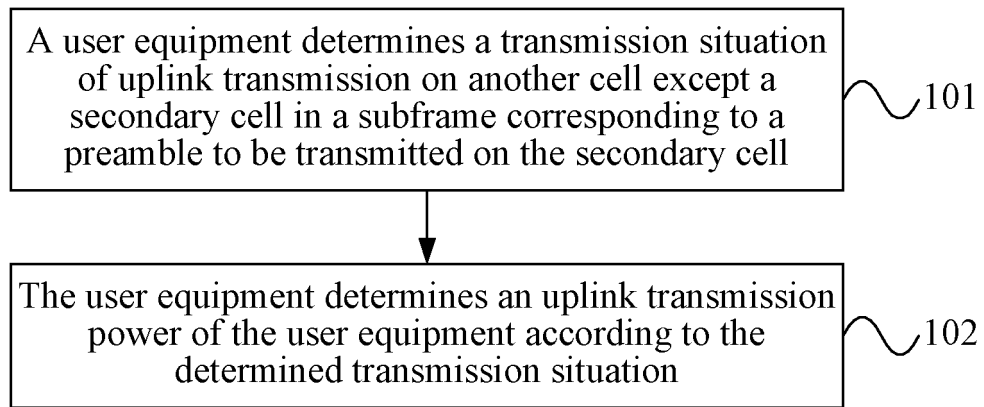 A user equipment determines a transmission situation
of uplink transmission on another cell except a
secondary cell in a subframe corresponding to a
preamble to be transmitted on the secondary cell
101
The user equipment determines an uplink transmission
power of the user equipment according to the
determined transmission situation
102